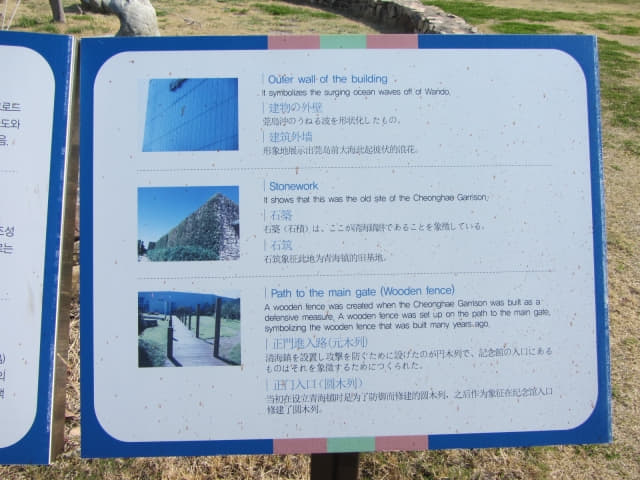 로드
도와
음.
조성
로는
의
책
Outer wall of the building
It symbolizes the surging ocean waves off of Wando.
建物の外壁
莞島沖のうねる波を形状化したもの。
建筑外墙
形象地展示出莞岛前大海此起彼伏的浪花。
Stonework
It shows that this was the old site of the Cheonghae Garrison.
石築
石築（石積）は、ここが清海鎮跡であることを象徴している。
石筑
石筑象征此地为青海镇的旧基地。
Path to the main gate (Wooden fence)
A wooden fence was created when the Cheonghae Garrison was built as a
defensive measure. A wooden fence was set up on the path to the main gate,
symbolizing the wooden fence that was built many years ago.
正門進入路(元木列)
清海鎮を設置し攻撃を防ぐために設けたのが円木列で、記念館の入口にある
ものはそれを象徴するためにつくられた。
正门入口(圆木列)
当初在设立青海镇时是为了防御而修建的圆木列，之后作为象征在纪念馆入口
修建了圆木列。